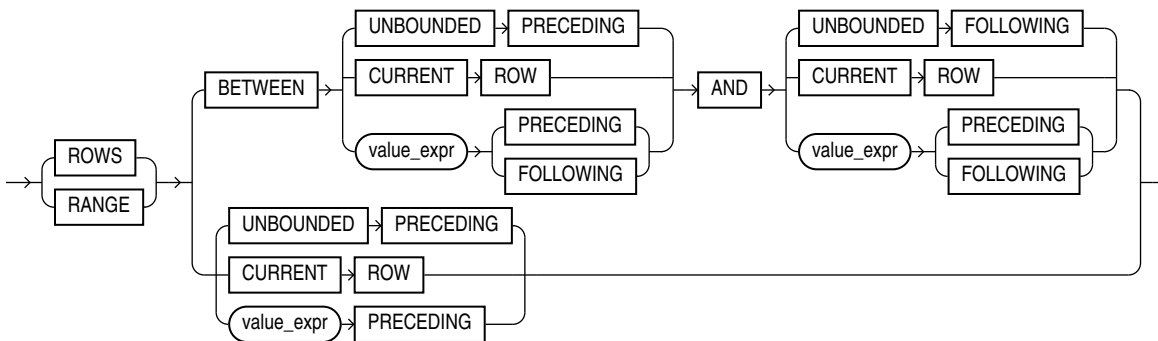 UNBOUNDED PRECEDING UNBOUNDED FOLLOWING
CURRENT ROW CURRENT ROW
BETWEEN AND
value_expr PRECEDING value_expr PRECEDING
FOLLOWING FOLLOWING
ROWS
RANGE
UNBOUNDED PRECEDING
CURRENT ROW
value_expr PRECEDING